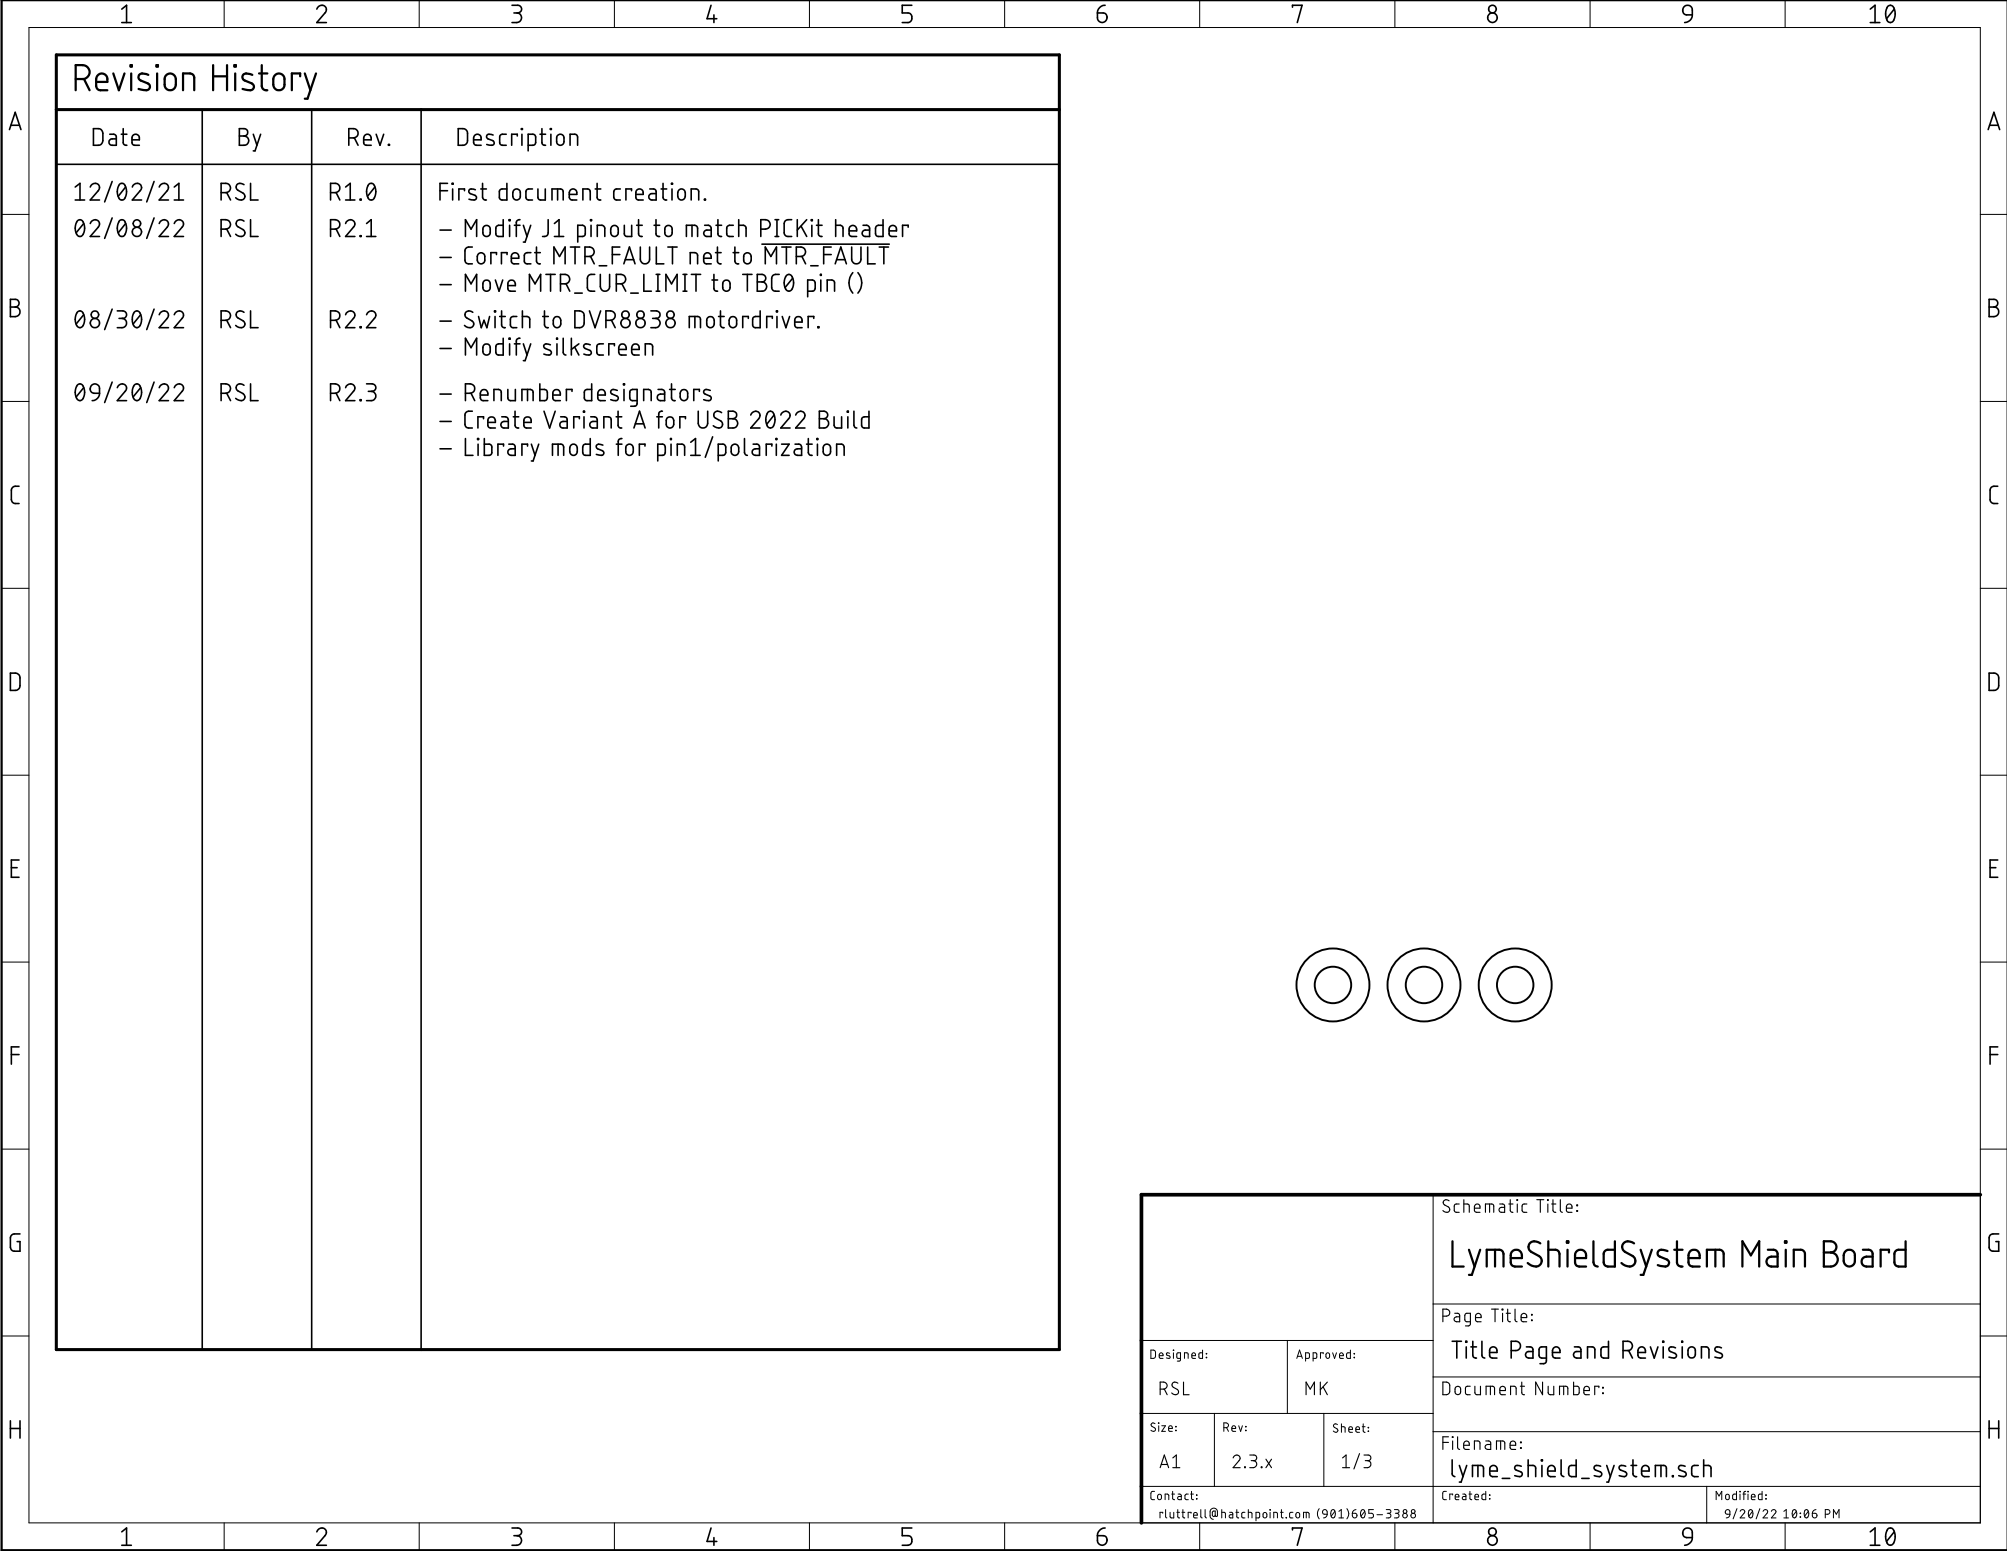 1 2 3 4 5 6 7 8 9 10
Revision History
A A
Date By Rev. Description
12/02/21 RSL R1.0 First document creation.
02/08/22 RSL R2.1 - Modify J1 pinout to match PICKit header
- Correct MTR_FAULT net to MTR_FAULT
- Move MTR_CUR_LIMIT to TBC0 pin ()
B B
08/30/22 RSL R2.2 - Switch to DVR8838 motordriver.
- Modify silkscreen
09/20/22 RSL R2.3 - Renumber designators
- Create Variant A for USB 2022 Build
- Library mods for pin1/polarization
C C
D D
E E
F F
G G
Schematic Title:
LymeShieldSystem Main Board
Page Title:
Title Page and Revisions
Designed: Approved:
RSL MK
Document Number:
H H
Size: Rev: Sheet:
A1 2.3.x 1/3
Filename:
lyme_shield_system.sch
Contact:
rluttrell@hatchpoint.com (901)605-3388
Created:
Modified:
9/20/22 10:06 PM
1 2 3 4 5 6 7 8 9 10